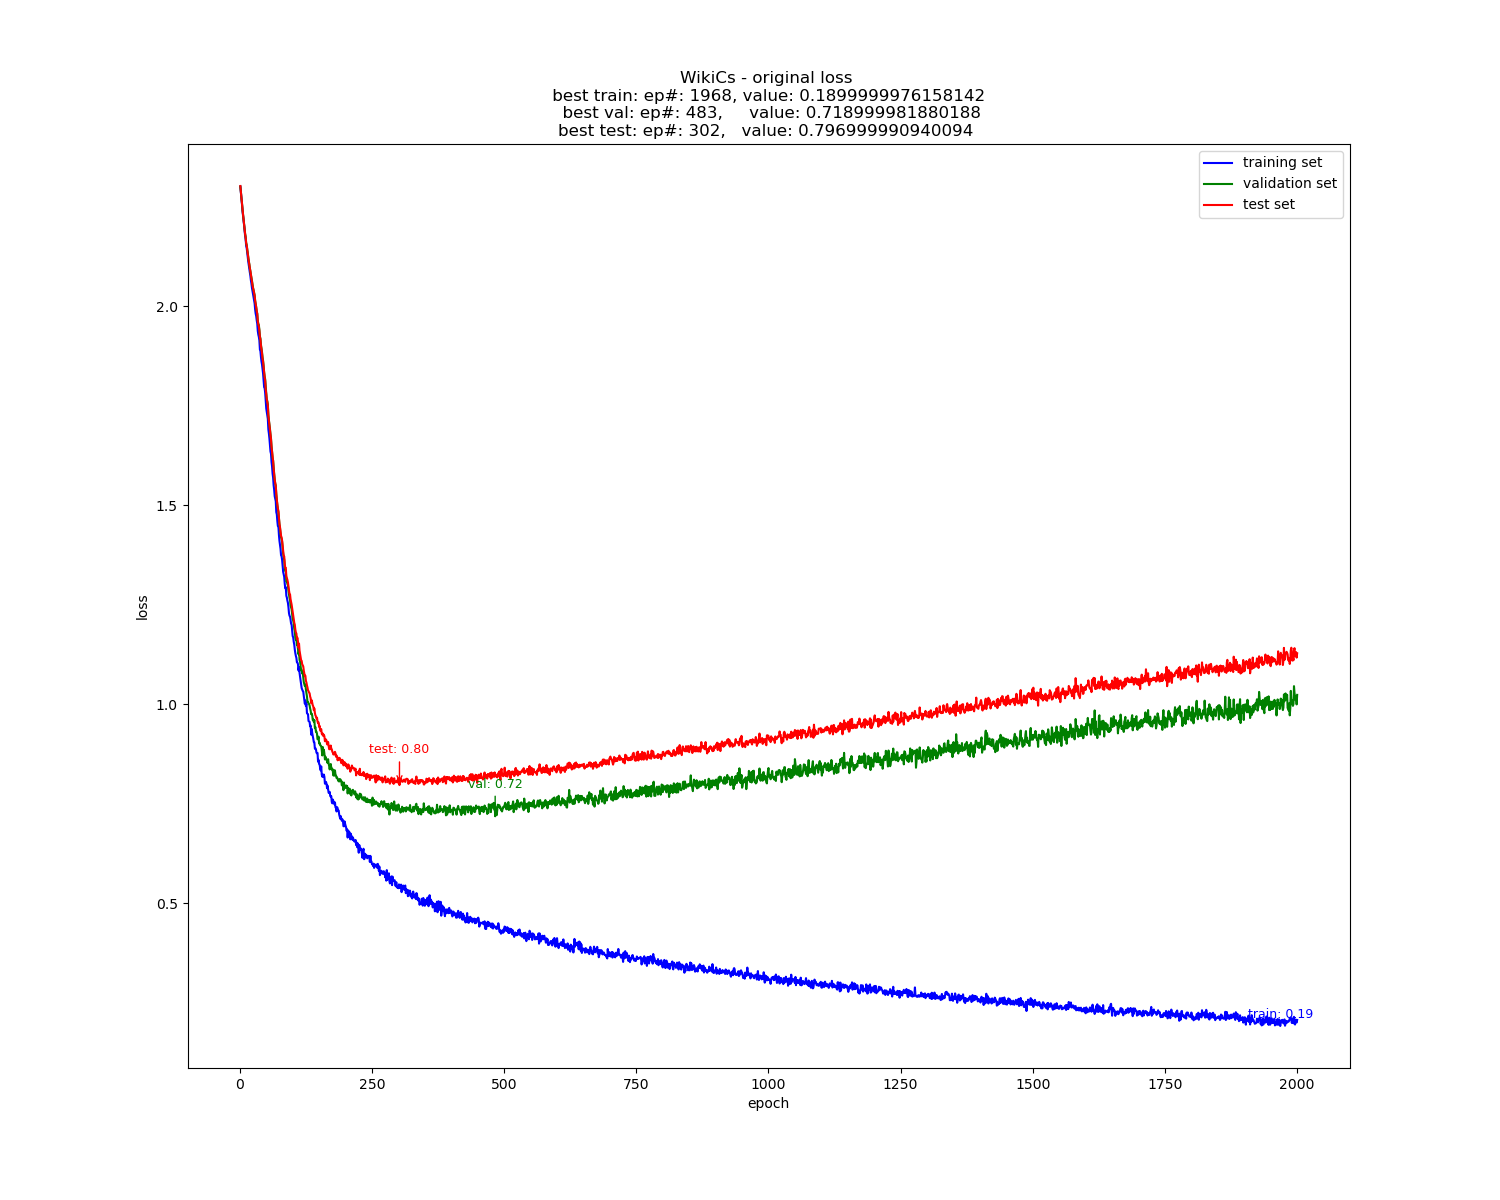 WikiCs - original loss
best train: ep#: 1968, value: 0.1899999976158142
best val: ep#: 483, value: 0.718999981880188
best test: ep#: 302, value: 0.796999990940094
training set
validation set
test set
2.0
1.5
1.0
0.5
loss
test: 0.80
val: 0.72
train: 0.19
0 250 500 750 1000 1250 1500 1750 2000
epoch